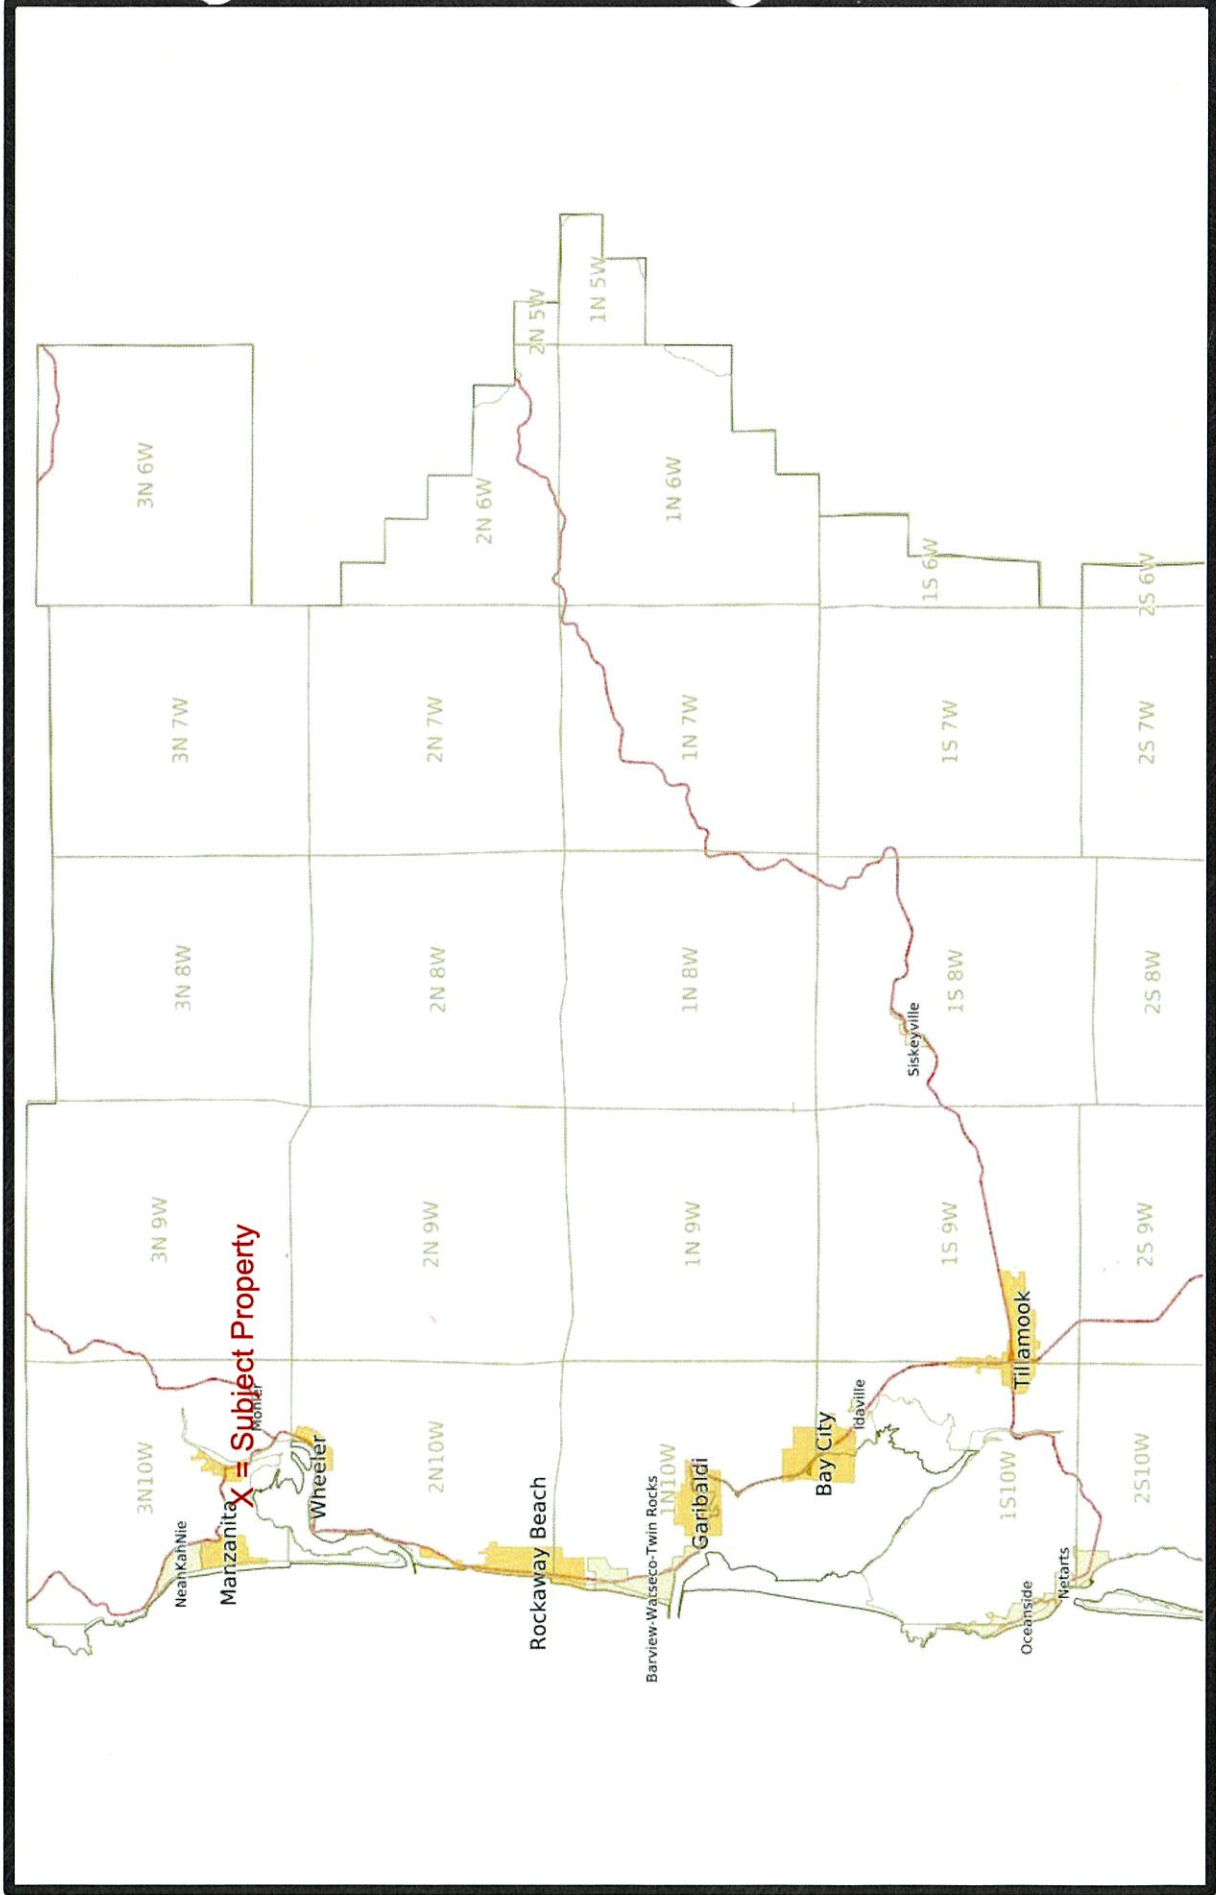 3N 6W
3N10W
3N 9W
3N 7W
3N 8W
NeahKahNie
Manzanita
X = Subject Property
Mohler
Wheeler
2N10W
2N 9W
2N 8W
2N 7W
2N 6W
2N 5W
Rockaway Beach
1N 5W
Barview-Watseco-Twin Rocks
1N10W
1N 9W
1N 8W
1N 7W
1N 6W
Garibaldi
Bay City
Idaville
Siskeyville
1S 6W
1S 9W
1S 8W
1S 7W
1S10W
Tillamook
Oceanside
Netarts
2S10W
2S 9W
2S 8W
2S 7W
2S 6W